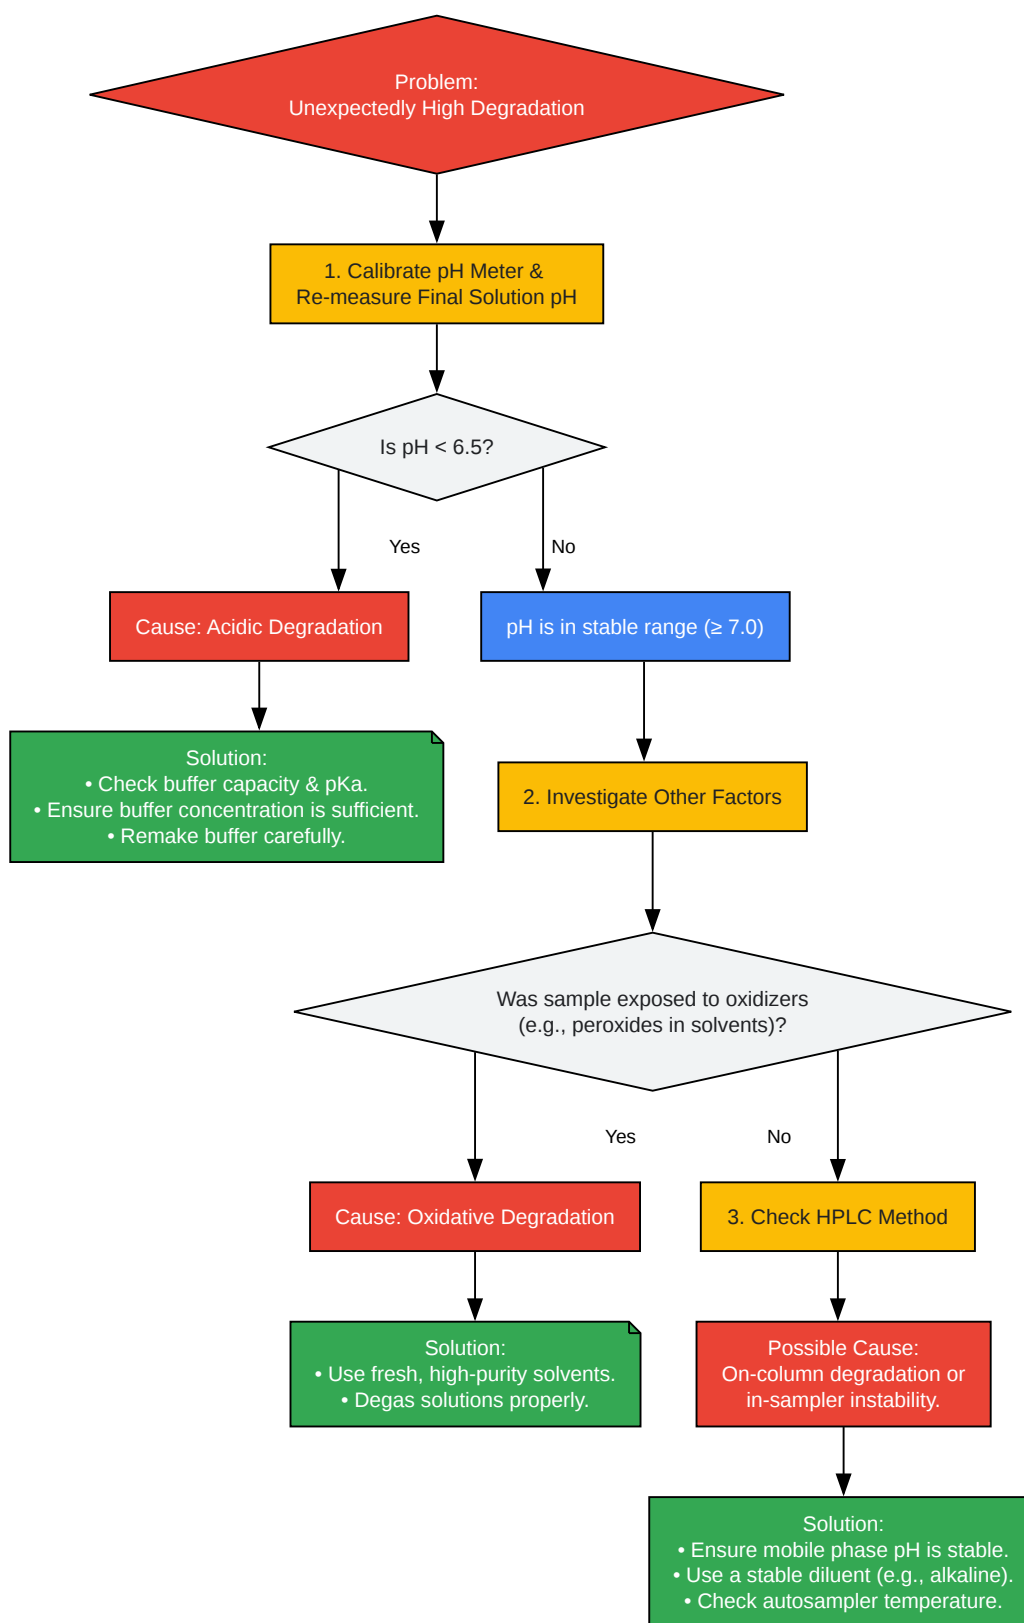 Problem:
Unexpectedly High Degradation
1. Calibrate pH Meter &
Re-measure Final Solution pH
Is pH < 6.5?
Yes
No
Cause: Acidic Degradation
pH is in stable range (≥ 7.0)
Solution:
• Check buffer capacity & pKa.
• Ensure buffer concentration is sufficient.
• Remake buffer carefully.
2. Investigate Other Factors
Was sample exposed to oxidizers
(e.g., peroxides in solvents)?
Yes
No
Cause: Oxidative Degradation
3. Check HPLC Method
Solution:
• Use fresh, high-purity solvents.
• Degas solutions properly.
Possible Cause:
On-column degradation or
in-sampler instability.
Solution:
• Ensure mobile phase pH is stable.
• Use a stable diluent (e.g., alkaline).
• Check autosampler temperature.